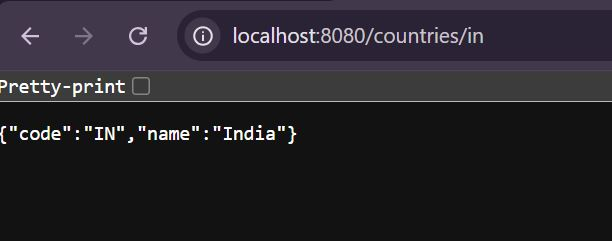 localhost:8080/countries/in
Pretty-print
{"code":"IN","name":"India"}